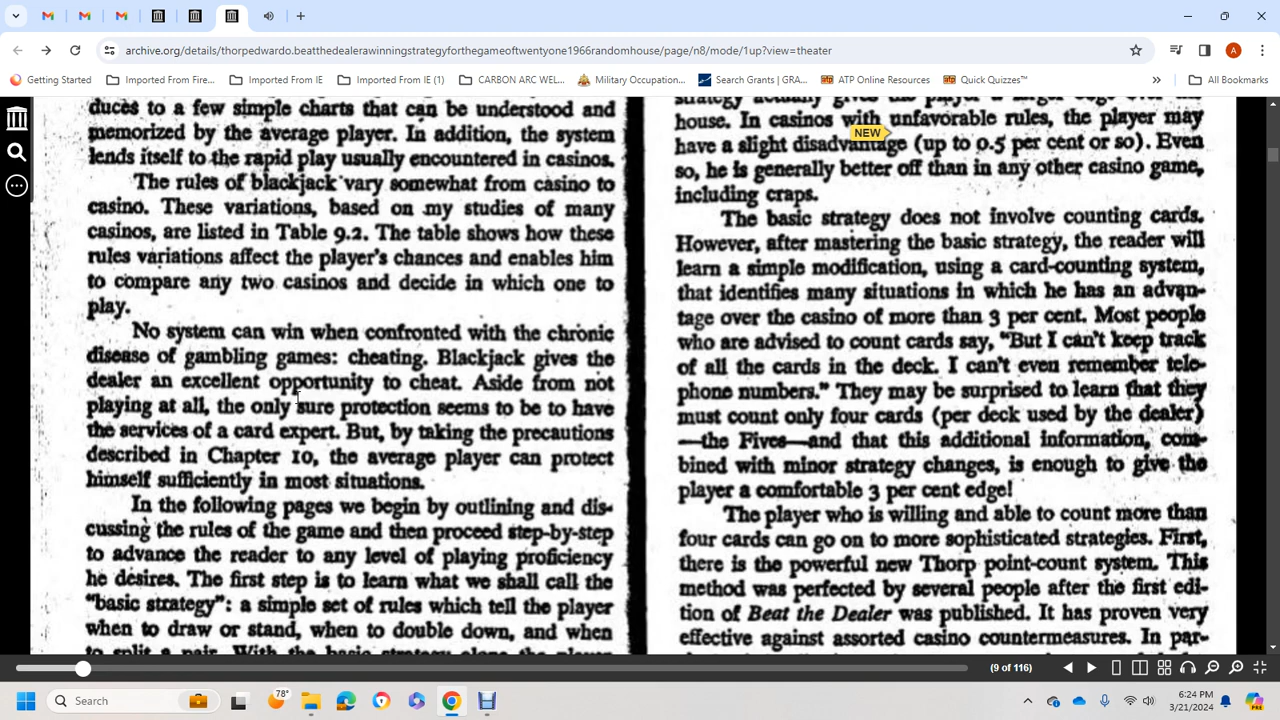 archive.org/details/thorpedwardo.beatthedealerawinningstrategyforthegameoftwentyone1966randomhouse/page/n8/mode/1up?view=theater
A
Getting Started
Imported From Fire...
Imported From IE
Imported From IE (1)
CARBON ARC WEL...
Military Occupation...
Search Grants | GRA...
ATP Online Resources
Quick Quizzes™
»
All Bookmarks
duces to a few simple charts that can be understood and
memorized by the average player. In addition, the system
lends itself to the rapid play usually encountered in casinos.
The rules of blackjack vary somewhat from casino to
casino. These variations, based on my studies of many
casinos, are listed in Table 9.2. The table shows how these
rules variations affect the player's chances and enables him
to compare any two casinos and decide in which one to
play.
No system can win when confronted with the chronic
disease of gambling games: cheating. Blackjack gives the
dealer an excellent opportunity to cheat. Aside from not
playing at all, the only sure protection seems to be to have
the services of a card expert. But, by taking the precautions
described in Chapter 10, the average player can protect
himself sufficiently in most situations.
In the following pages we begin by outlining and dis-
cussing the rules of the game and then proceed step-by-step
to advance the reader to any level of playing proficiency
he desires. The first step is to learn what we shall call the
"basic strategy": a simple set of rules which tell the player
when to draw or stand, when to double down, and when
to split a pair. With the basic strategy alone the player
strategy actually gives the player a larger edge over the
house. In casinos with unfavorable rules, the player may
NEW
have a slight disadvantage (up to 0.5 per cent or so). Even
so, he is generally better off than in any other casino game,
including craps.
The basic strategy does not involve counting cards.
However, after mastering the basic strategy, the reader will
learn a simple modification, using a card-counting system,
that identifies many situations in which he has an advan-
tage over the casino of more than 3 per cent. Most people
who are advised to count cards say, "But I can't keep track
of all the cards in the deck. I can't even remember tele-
phone numbers." They may be surprised to learn that they
must count only four cards (per deck used by the dealer)
—the Fives—and that this additional information, com-
bined with minor strategy changes, is enough to give the
player a comfortable 3 per cent edge!
The player who is willing and able to count more than
four cards can go on to more sophisticated strategies. First,
there is the powerful new Thorp point-count system. This
method was perfected by several people after the first edi-
tion of Beat the Dealer was published. It has proven very
effective against assorted casino countermeasures. In par-
(9 of 116)
Search
78°
6:24 PM
3/21/2024